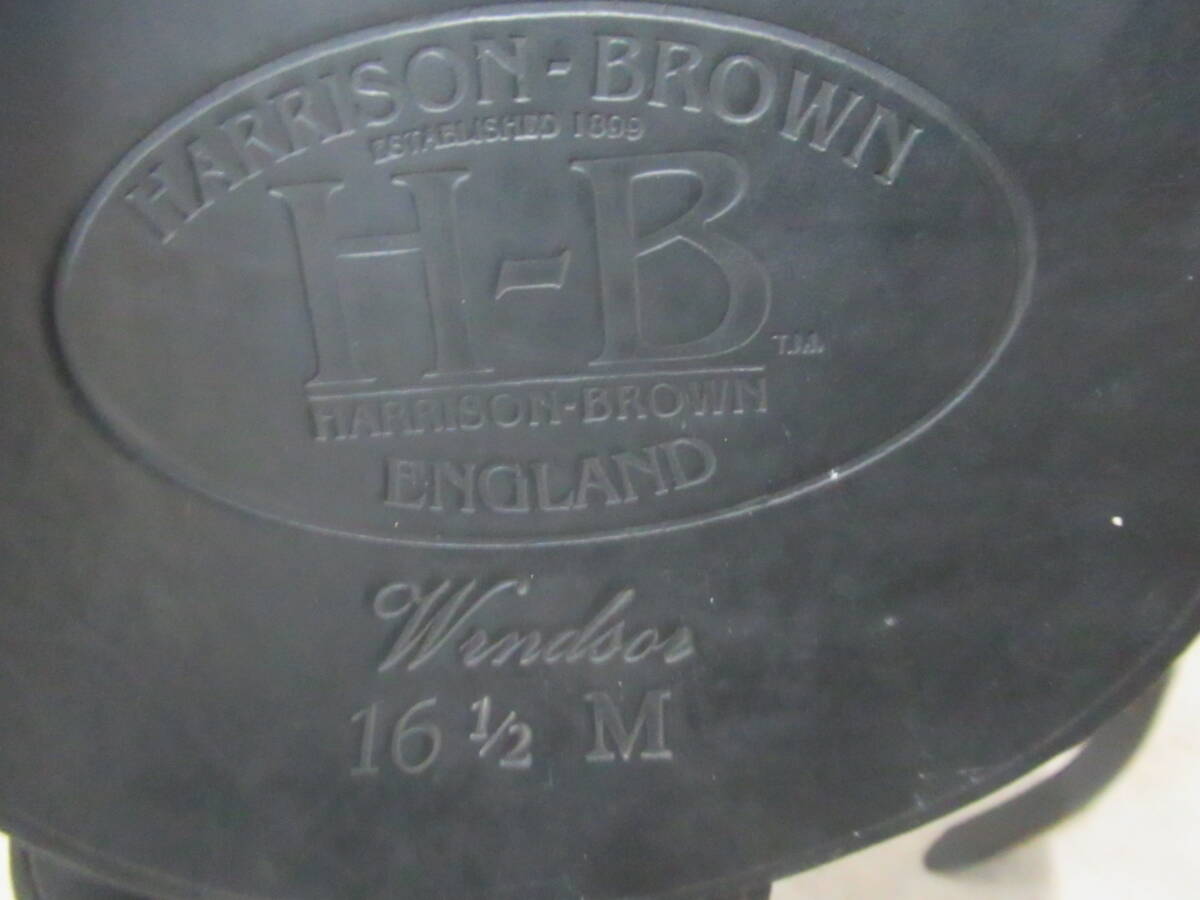 HARRISON-BROWN
ESTABLISHED 1899
H-B T.M.
HARRISON-BROWN
ENGLAND
Windsor
16 ½ M